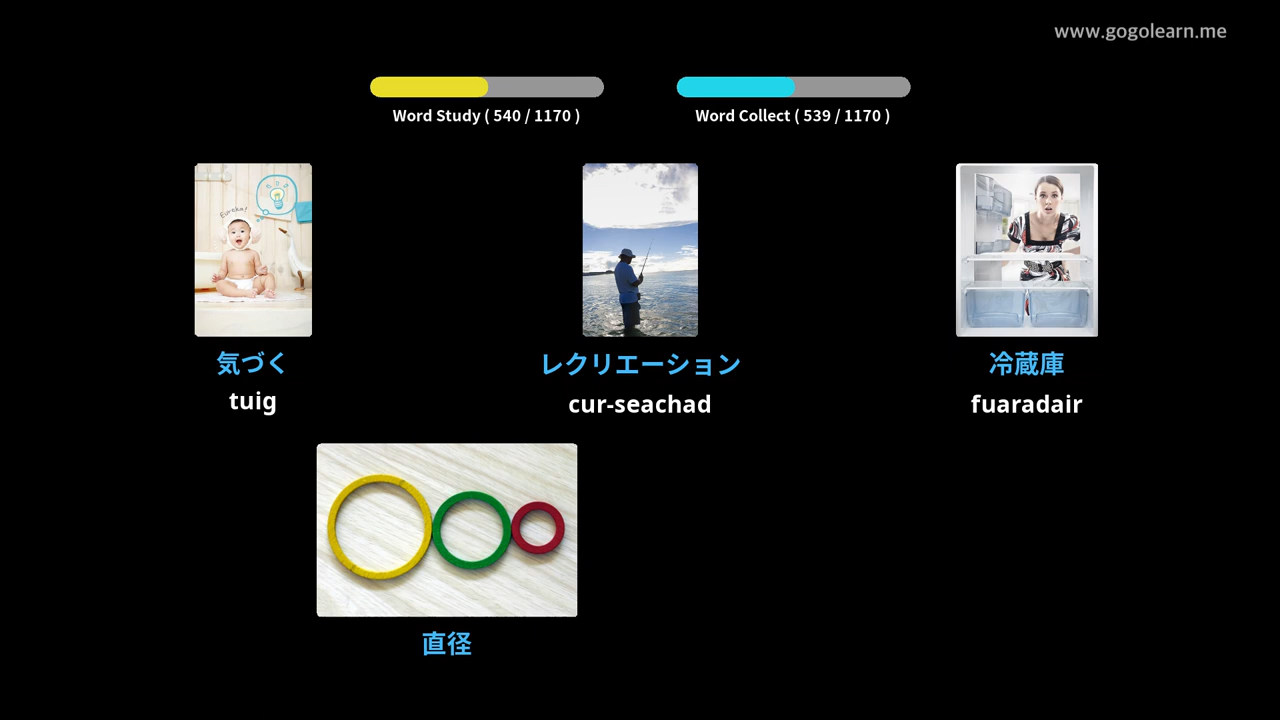 www.gogolearn.me
Word Study ( 540 / 1170 )
Word Collect ( 539 / 1170 )
Eureka!
気づく
レクリエーション
冷蔵庫
tuig
cur-seachad
fuaradair
直径